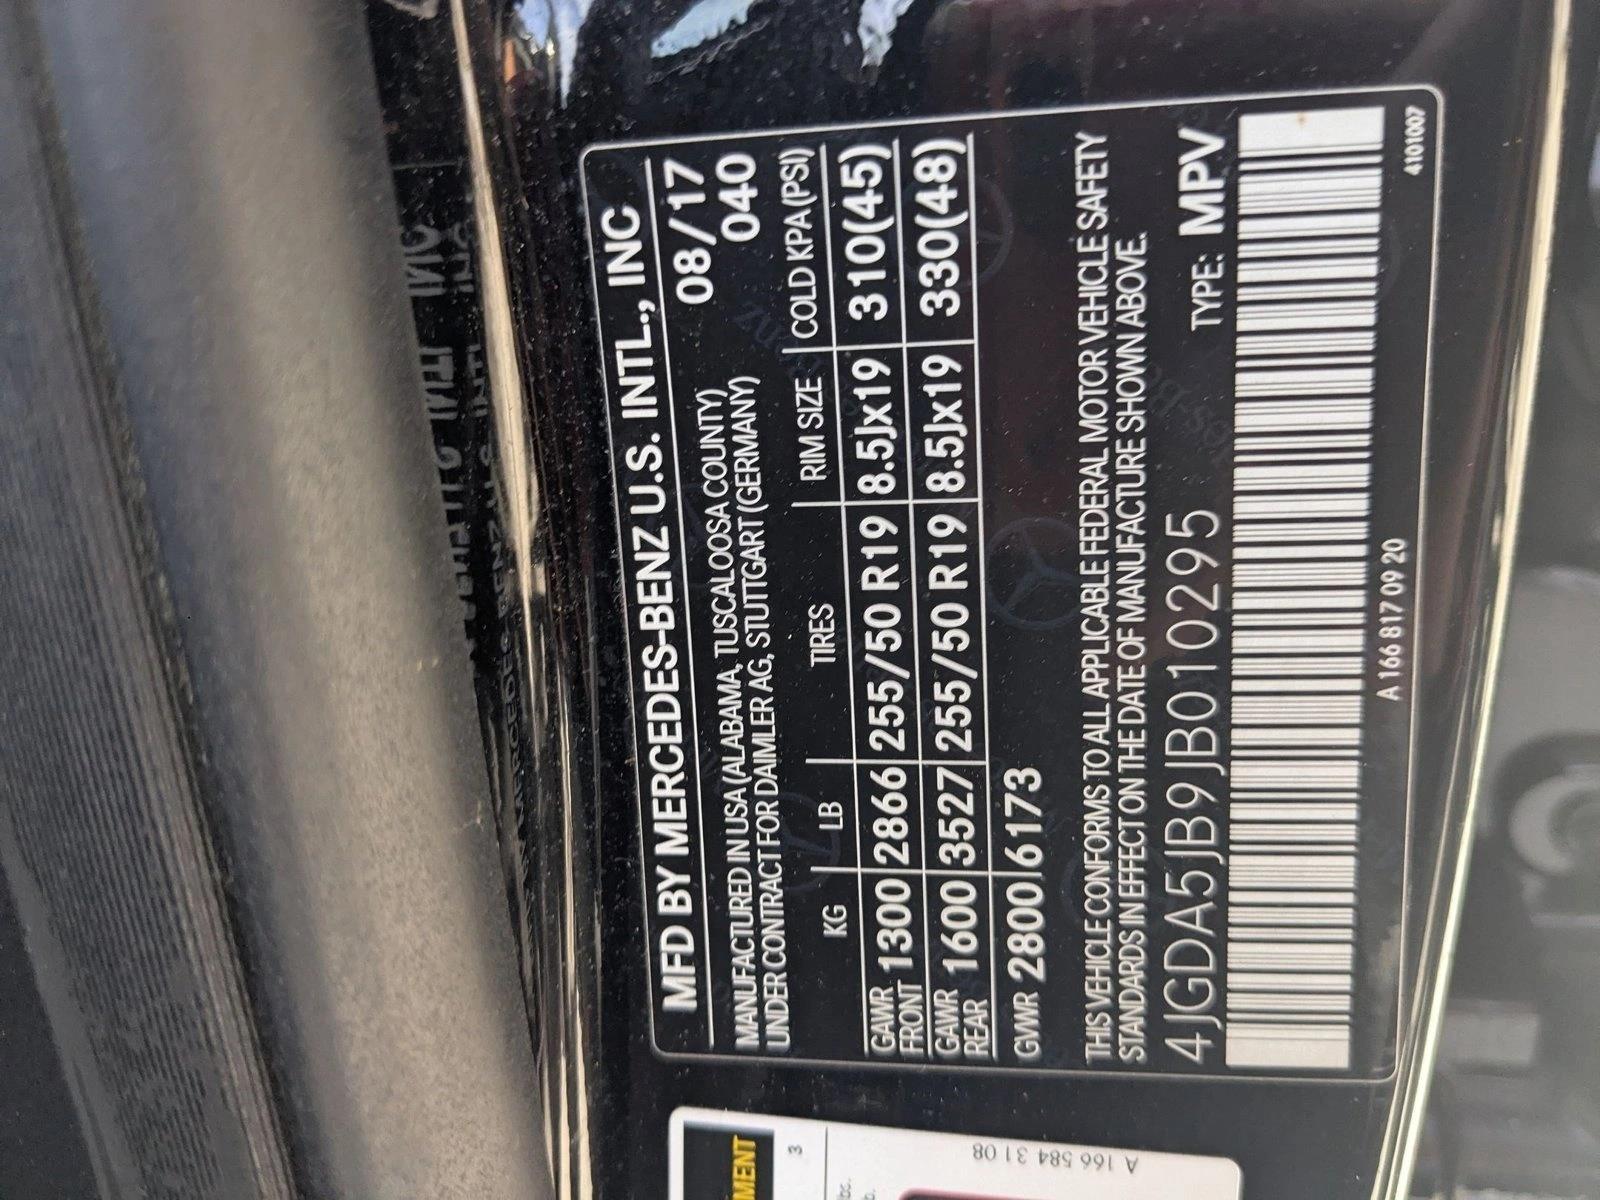 MFD BY MERCEDES-BENZ U.S. INTL., INC
08/17
MANUFACTURED IN USA (ALABAMA, TUSCALOOSA COUNTY) 040
UNDER CONTRACT FOR DAIMLER AG, STUTTGART (GERMANY)
KG LB TIRES RIM SIZE COLD KPA (PSI)
GAWR FRONT 1300 2866 255/50 R19 8.5Jx19 310(45)
GAWR REAR 1600 3527 255/50 R19 8.5Jx19 330(48)
GVWR 2800 6173
THIS VEHICLE CONFORMS TO ALL APPLICABLE FEDERAL MOTOR VEHICLE SAFETY
STANDARDS IN EFFECT ON THE DATE OF MANUFACTURE SHOWN ABOVE.
4JGDA5JB9JB010295 TYPE: MPV
A 166 817 09 20 4101007
MENT
3
A 166 584 31 08